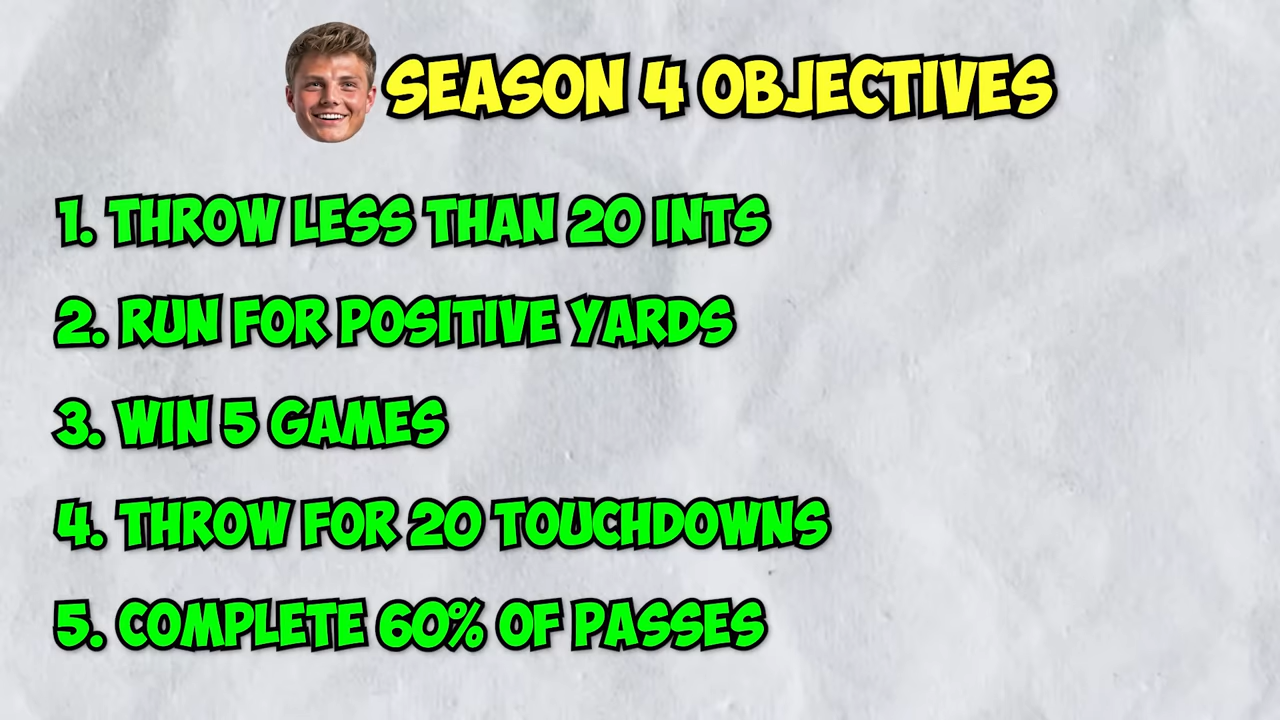 SEASON 4 OBJECTIVES
1. THROW LESS THAN 20 INTS
2. RUN FOR POSITIVE YARDS
3. WIN 5 GAMES
4. THROW FOR 20 TOUCHDOWNS
5. COMPLETE 60% OF PASSES